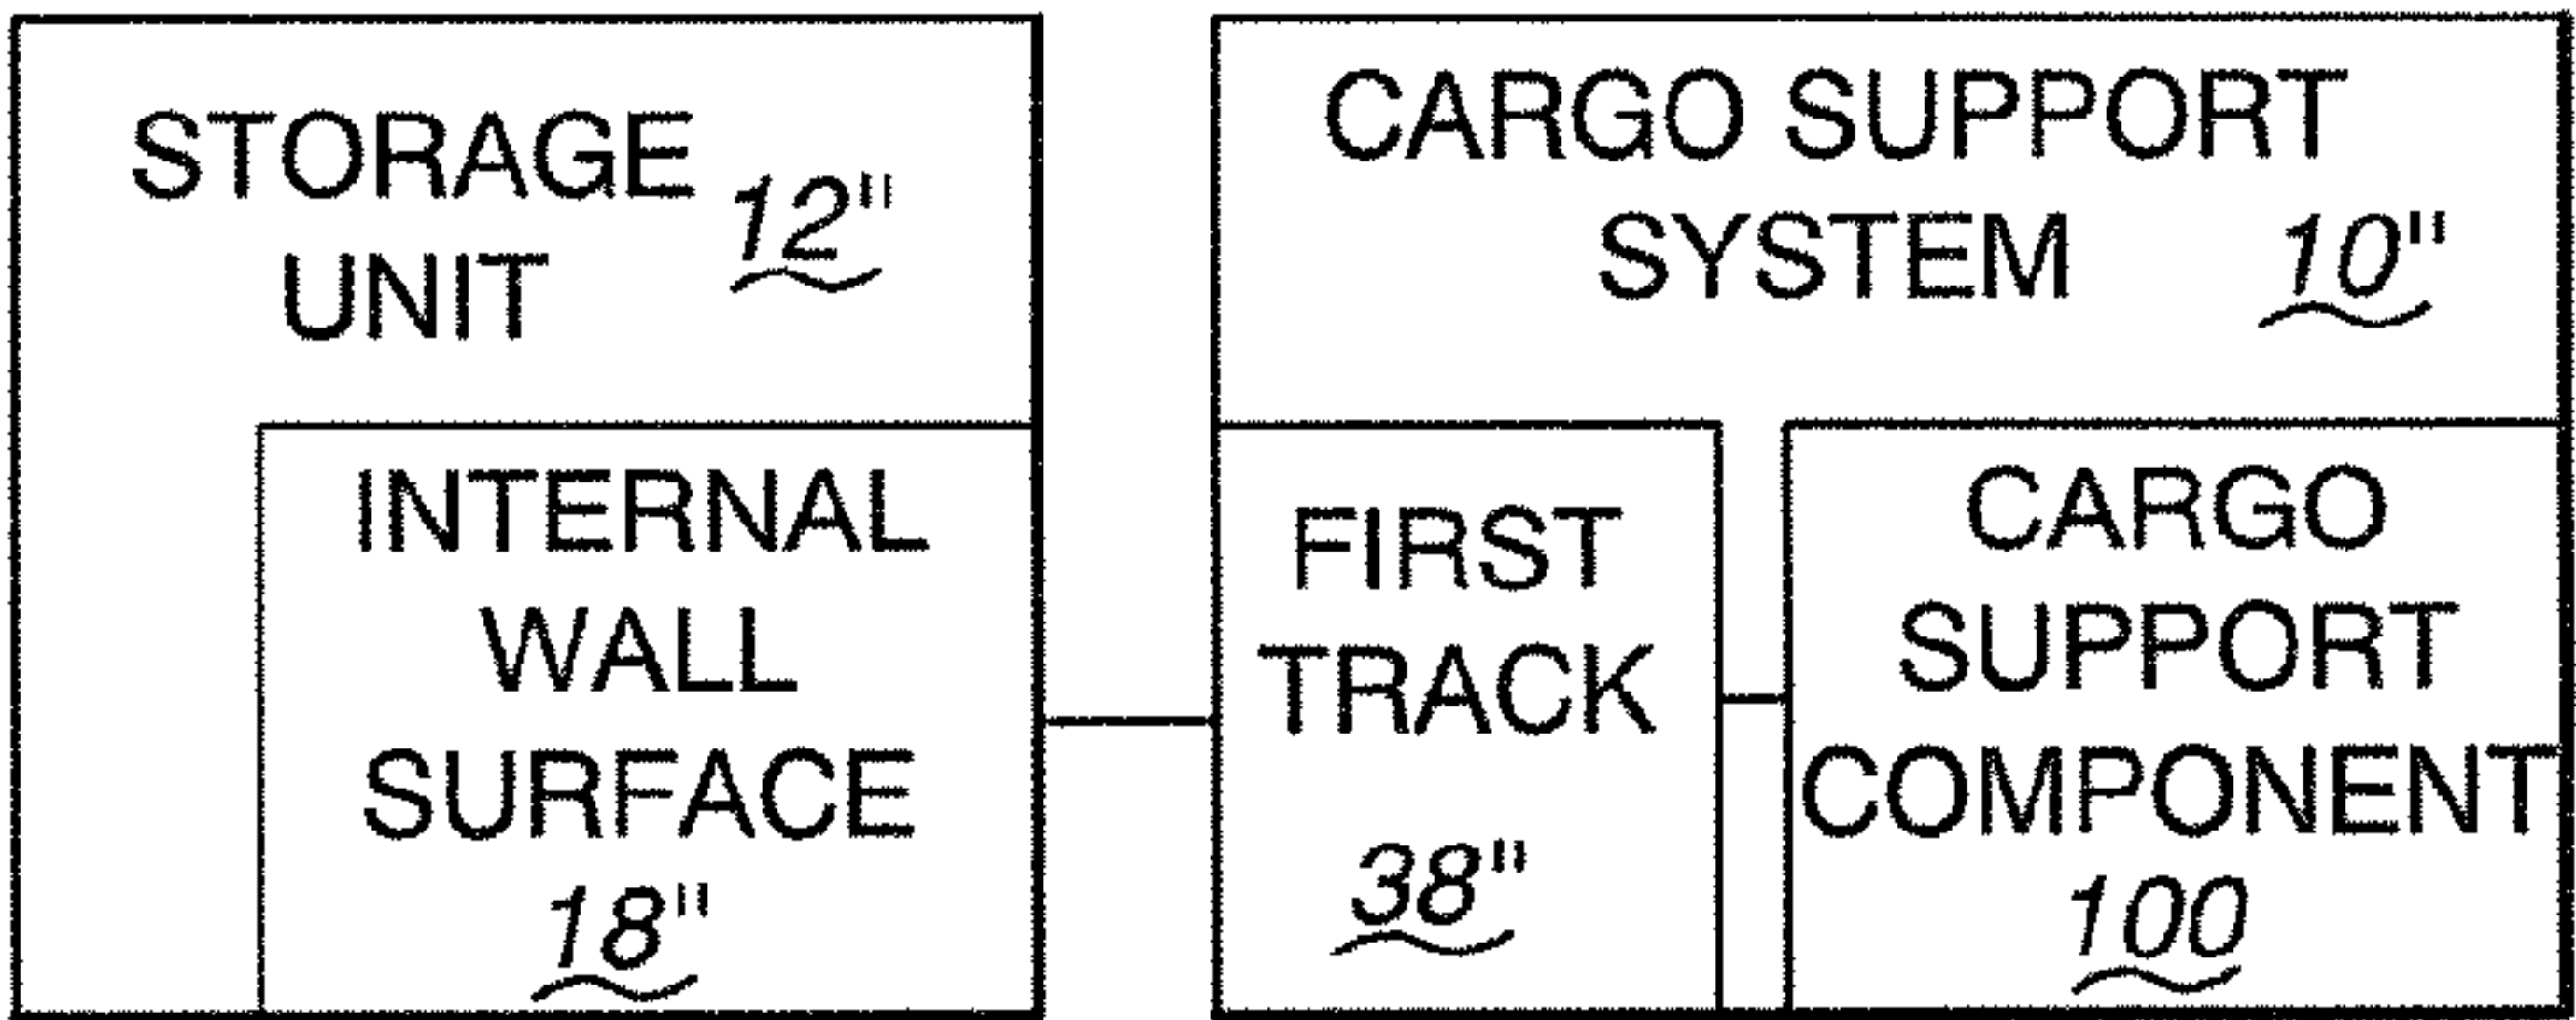 STORAGE
UNIT 12"
INTERNAL
WALL
SURFACE
18"
CARGO SUPPORT
SYSTEM 10"
FIRST
TRACK
38"
CARGO
SUPPORT
COMPONENT
100